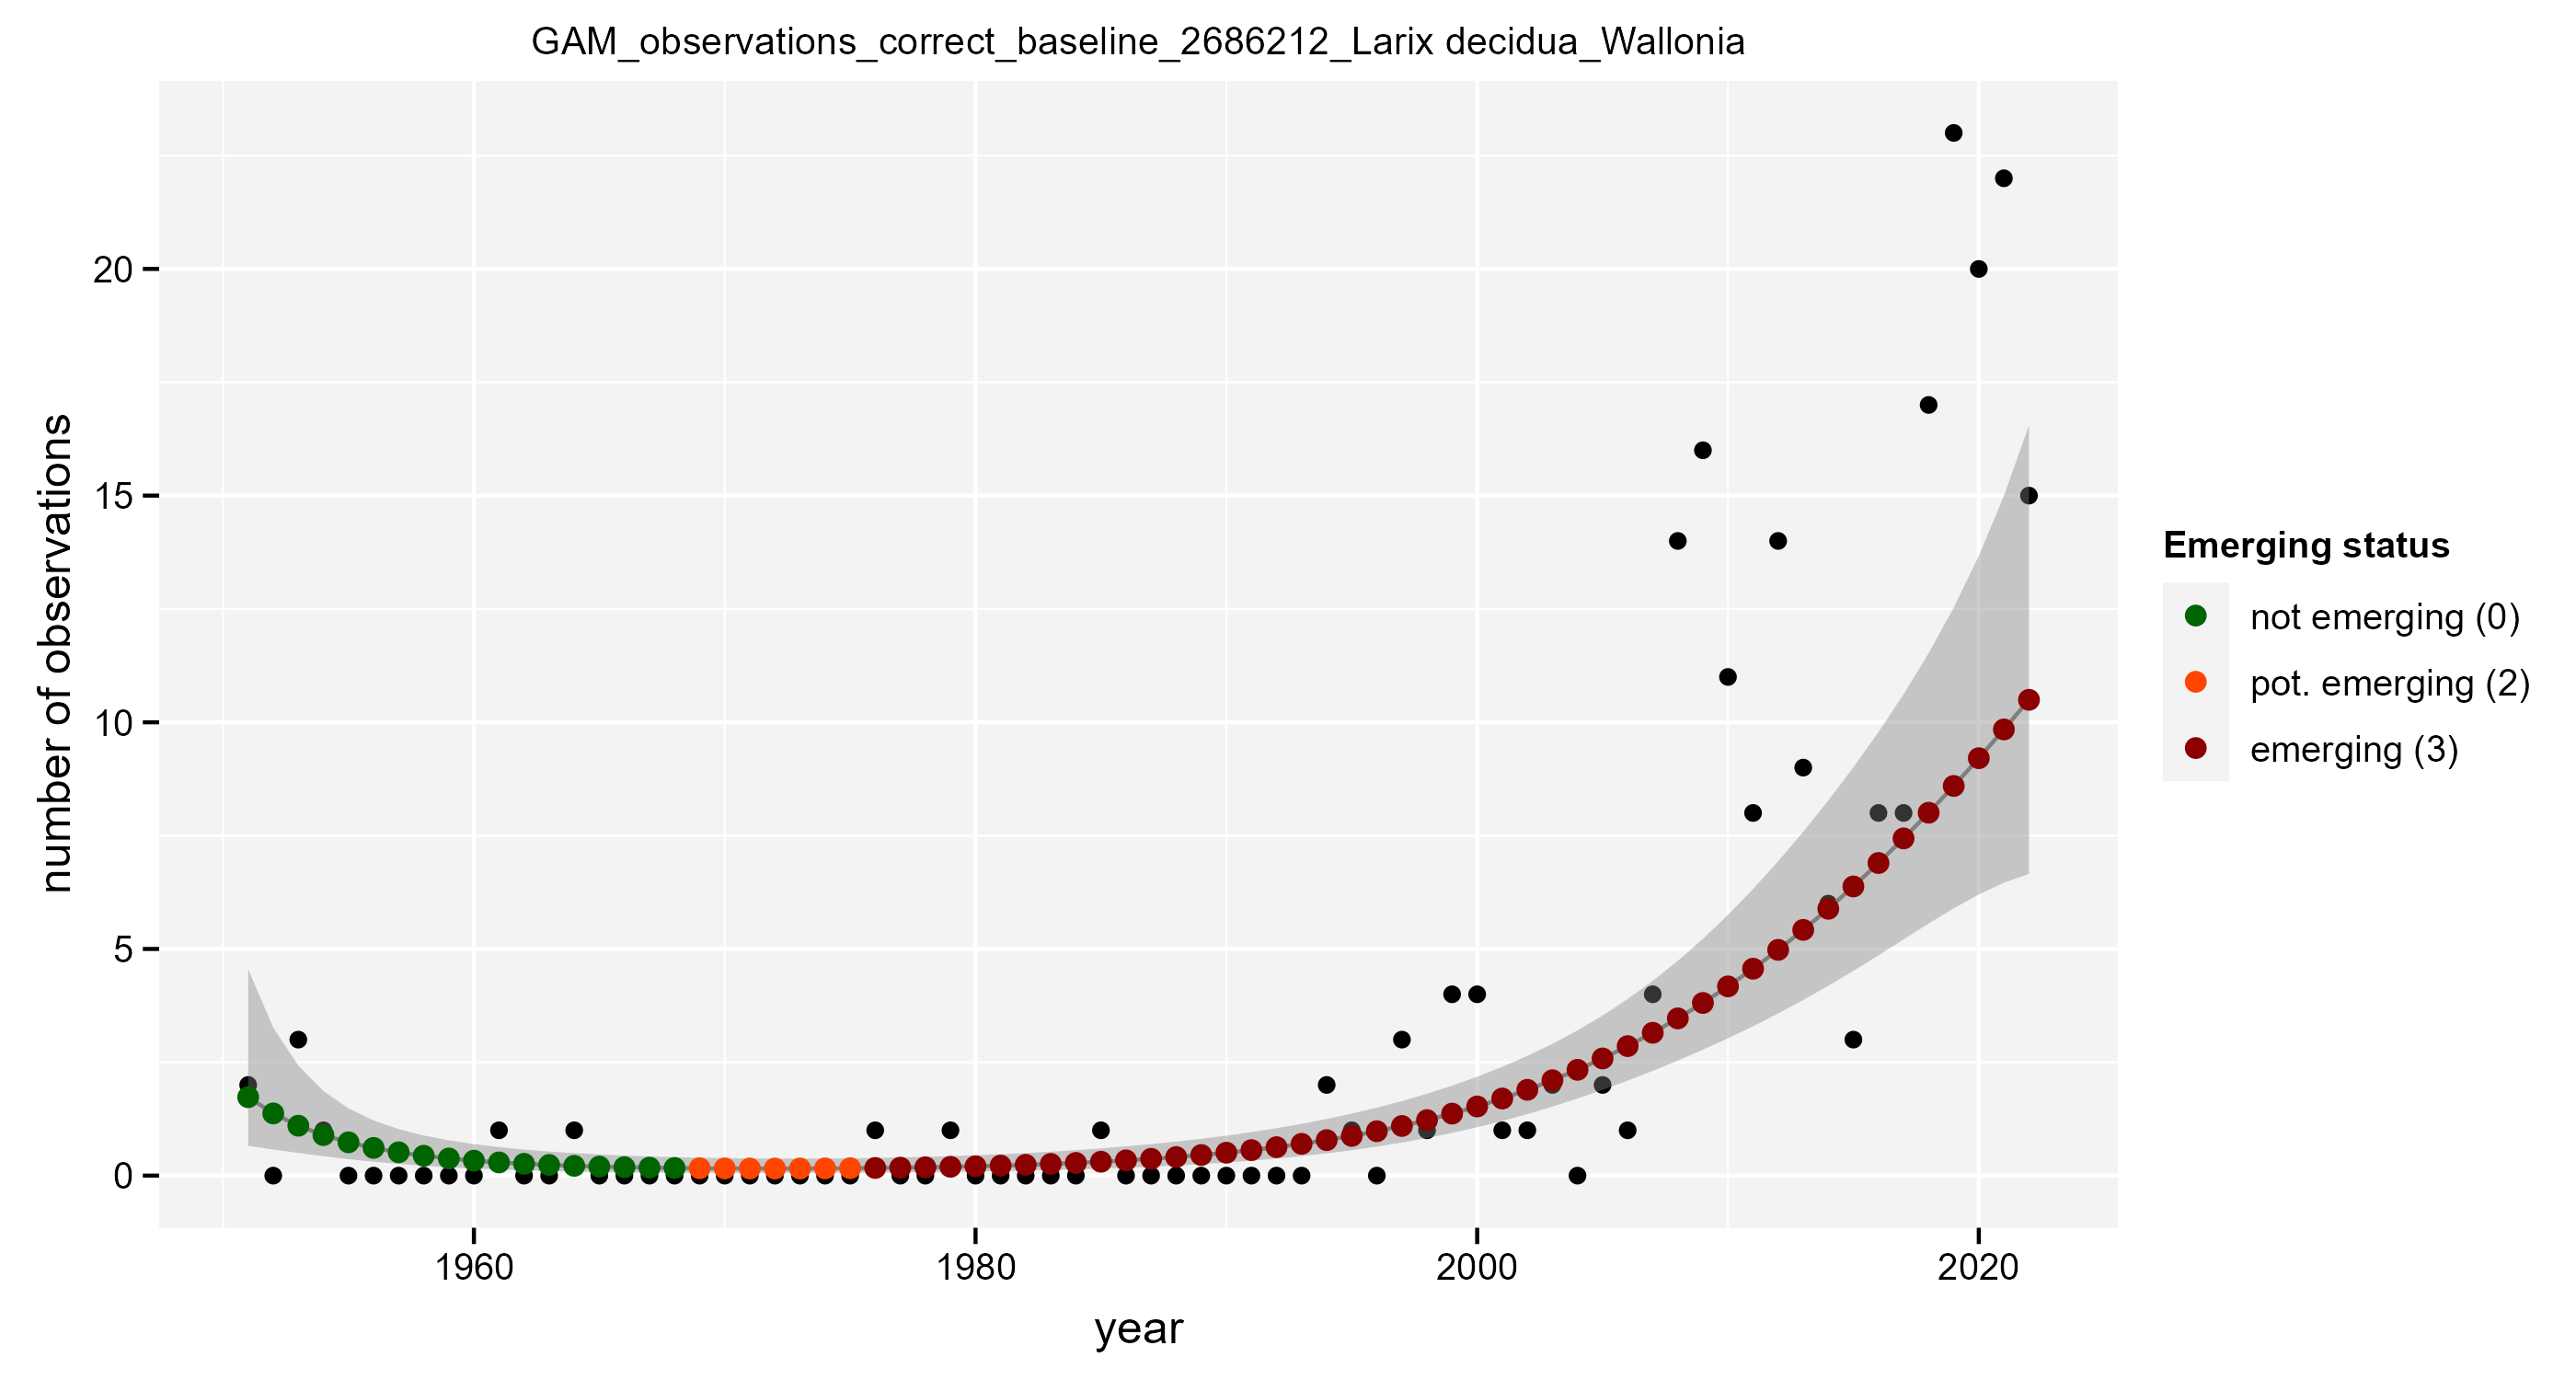 GAM_observations_correct_baseline_2686212_Larix decidua_Wallonia
number of observations
20
15
10
5
0
1960
1980
2000
2020
year
Emerging status
not emerging (0)
pot. emerging (2)
emerging (3)